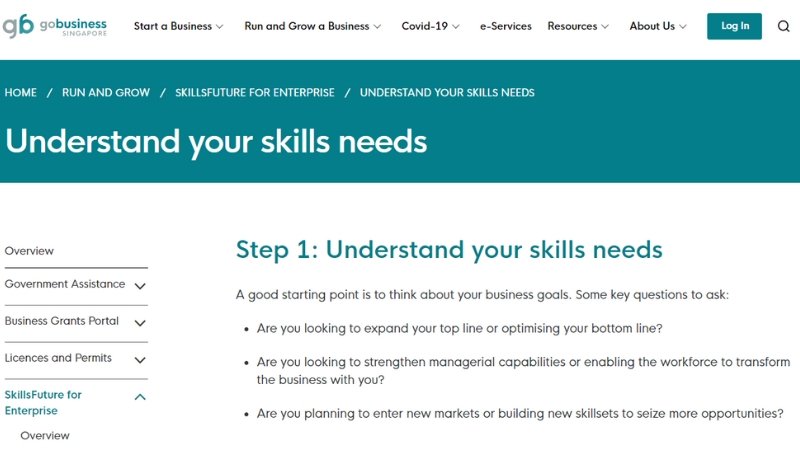 gb gobusiness
SINGAPORE
Start a Business
Run and Grow a Business
Covid-19
e-Services
Resources
About Us
Log In
HOME / RUN AND GROW / SKILLSFUTURE FOR ENTERPRISE / UNDERSTAND YOUR SKILLS NEEDS
Understand your skills needs
Overview
Government Assistance
Business Grants Portal
Licences and Permits
SkillsFuture for
Enterprise
Overview
Step 1: Understand your skills needs
A good starting point is to think about your business goals. Some key questions to ask:
• Are you looking to expand your top line or optimising your bottom line?
• Are you looking to strengthen managerial capabilities or enabling the workforce to transform
the business with you?
• Are you planning to enter new markets or building new skillsets to seize more opportunities?